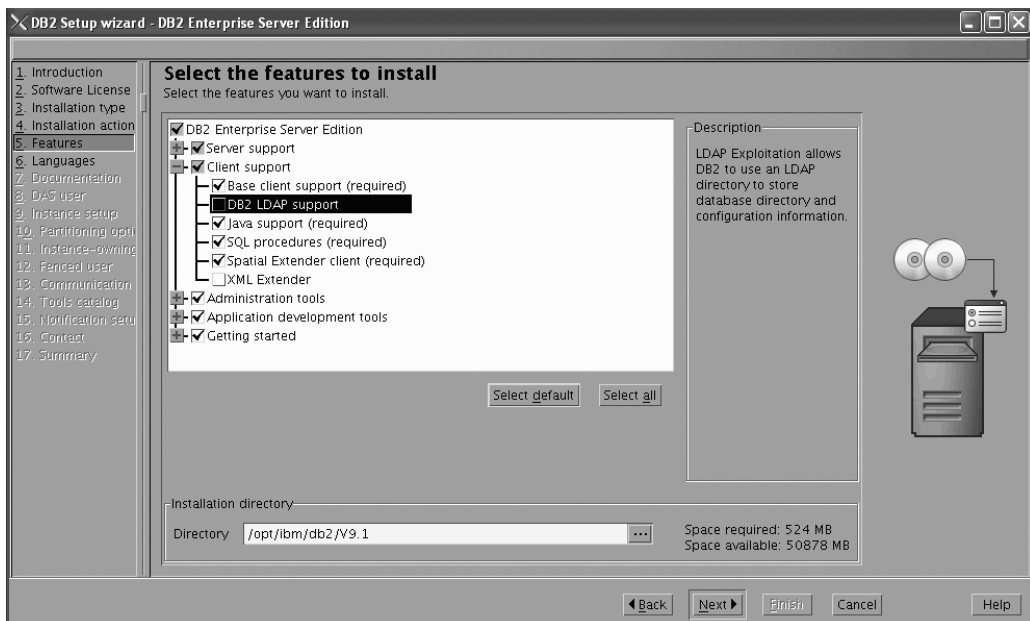 DB2 Setup wizard - DB2 Enterprise Server Edition
1. Introduction
2. Software License
3. Installation type
4. Installation action
5. Features
6. Languages
7. Documentation
8. DAS user
9. Instance setup
10. Partitioning opti
11. Instance-owning
12. Fenced user
13. Communication
14. Tools catalog
15. Notification setu
16. Contact
17. Summary
Select the features to install
Select the features you want to install.
DB2 Enterprise Server Edition
Server support
Client support
Base client support (required)
DB2 LDAP support
Java support (required)
SQL procedures (required)
Spatial Extender client (required)
XML Extender
Administration tools
Application development tools
Getting started
Select default
Select all
Description
LDAP Exploitation allows
DB2 to use an LDAP
directory to store
database directory and
configuration information.
Installation directory
Directory /opt/ibm/db2/V9.1 ...
Space required: 524 MB
Space available: 50878 MB
Back Next Finish Cancel Help